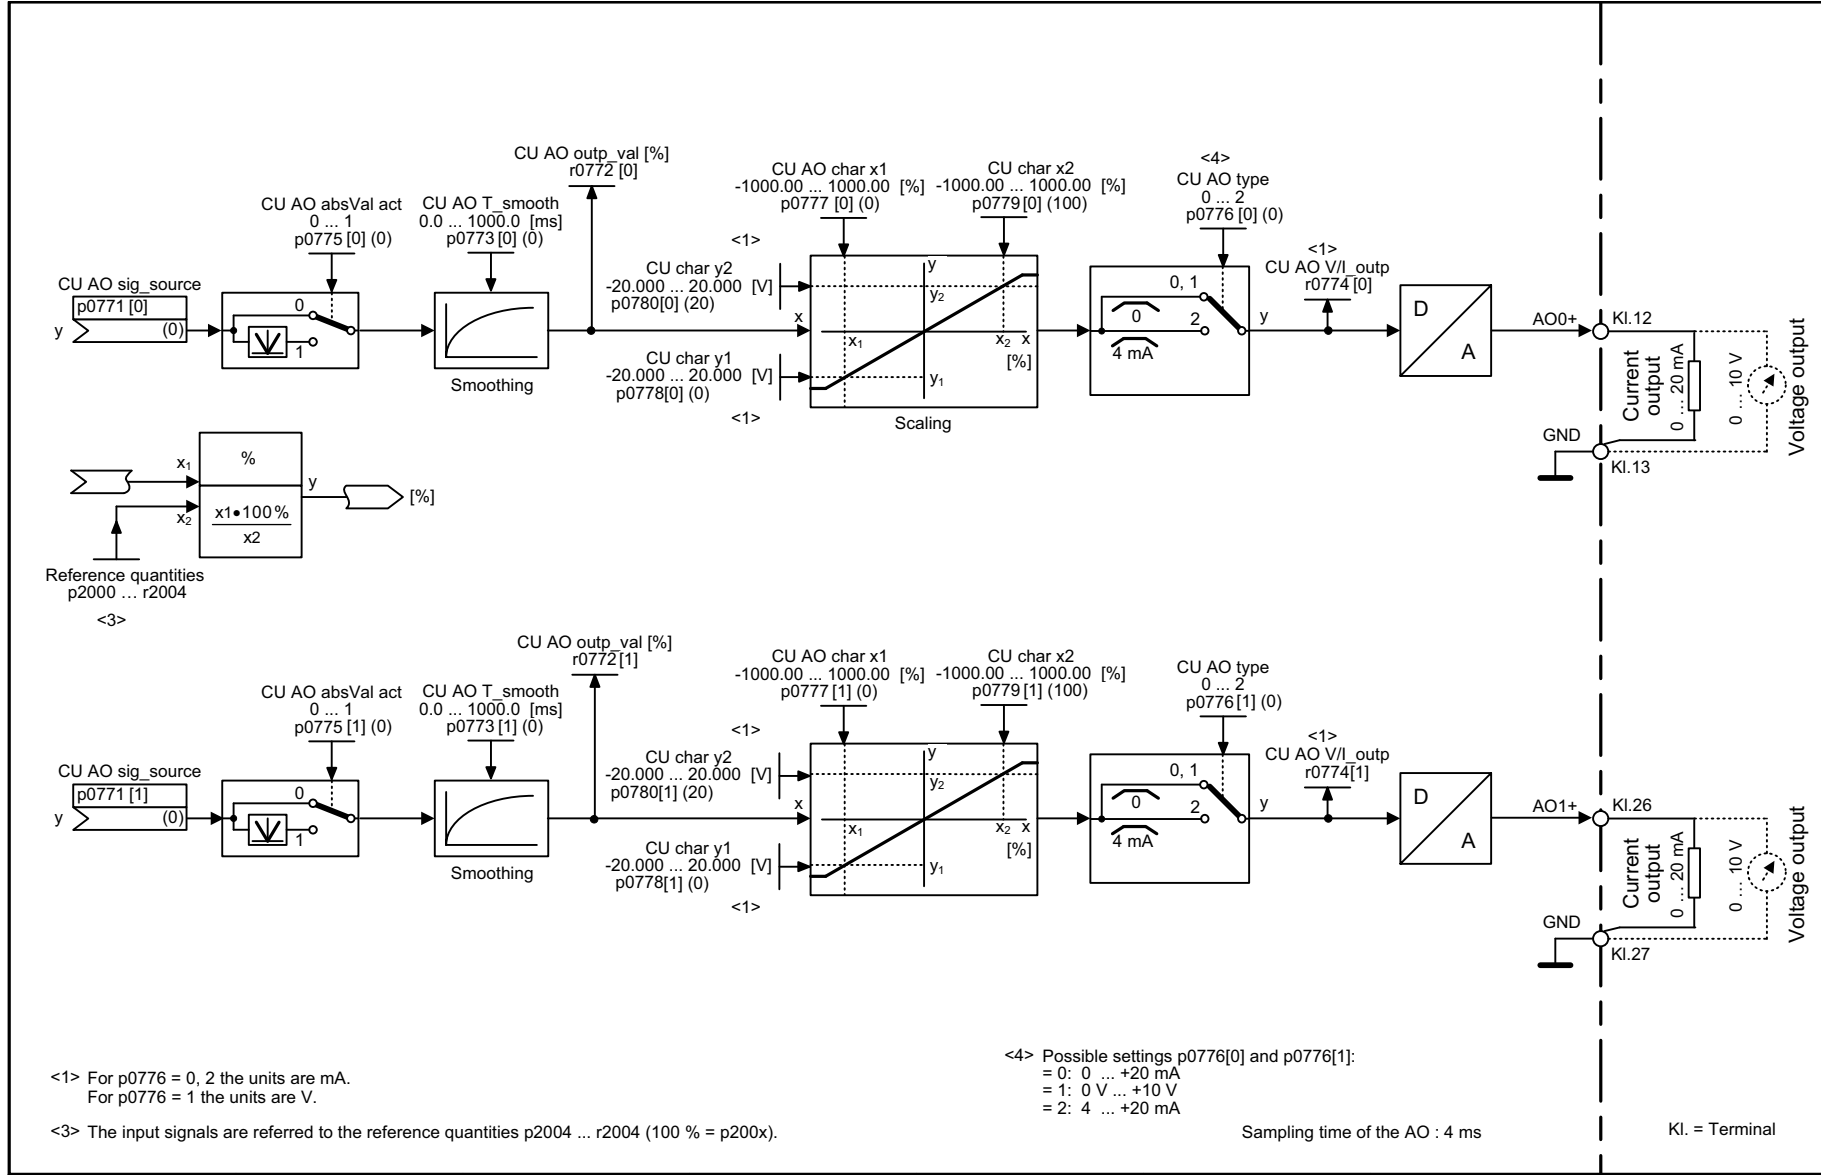 CU AO outp_val [%]
r0772 [0]
CU AO absVal act
0 ... 1
p0775 [0] (0)
CU AO T_smooth
0.0 ... 1000.0 [ms]
p0773 [0] (0)
CU AO sig_source
p0771 [0]
(0)
y
0
1
Smoothing
<1>
CU char y2
-20.000 ... 20.000 [V]
p0780[0] (20)
x
CU char y1
-20.000 ... 20.000 [V]
p0778[0] (0)
<1>
CU AO char x1
-1000.00 ... 1000.00 [%]
p0777 [0] (0)
CU char x2
-1000.00 ... 1000.00 [%]
p0779[0] (100)
y
y2
x1
x2 x
[%]
y1
Scaling
<4>
CU AO type
0 ... 2
p0776 [0] (0)
0, 1
0
2
4 mA
y
<1>
CU AO V/I_outp
r0774 [0]
D
A
AO0+
Kl.12
GND
Kl.13
Current output
0 ... 20 mA
0 ... 10 V
Voltage output
x1
x2
%
x1•100%
x2
y
[%]
Reference quantities
p2000 ... r2004
<3>
CU AO outp_val [%]
r0772 [1]
CU AO absVal act
0 ... 1
p0775 [1] (0)
CU AO T_smooth
0.0 ... 1000.0 [ms]
p0773 [1] (0)
CU AO sig_source
p0771 [1]
(0)
y
0
1
Smoothing
<1>
CU char y2
-20.000 ... 20.000 [V]
p0780[1] (20)
x
CU char y1
-20.000 ... 20.000 [V]
p0778[1] (0)
<1>
CU AO char x1
-1000.00 ... 1000.00 [%]
p0777 [1] (0)
CU char x2
-1000.00 ... 1000.00 [%]
p0779 [1] (100)
y
y2
x1
x2 x
[%]
y1
CU AO type
0 ... 2
p0776 [1] (0)
0, 1
0
2
4 mA
y
<1>
CU AO V/I_outp
r0774[1]
D
A
AO1+
Kl.26
GND
Kl.27
Current output
0 ... 20 mA
0 ... 10 V
Voltage output
<1> For p0776 = 0, 2 the units are mA.
For p0776 = 1 the units are V.
<3> The input signals are referred to the reference quantities p2004 ... r2004 (100 % = p200x).
<4> Possible settings p0776[0] and p0776[1]:
= 0: 0 ... +20 mA
= 1: 0 V ... +10 V
= 2: 4 ... +20 mA
Sampling time of the AO : 4 ms
Kl. = Terminal